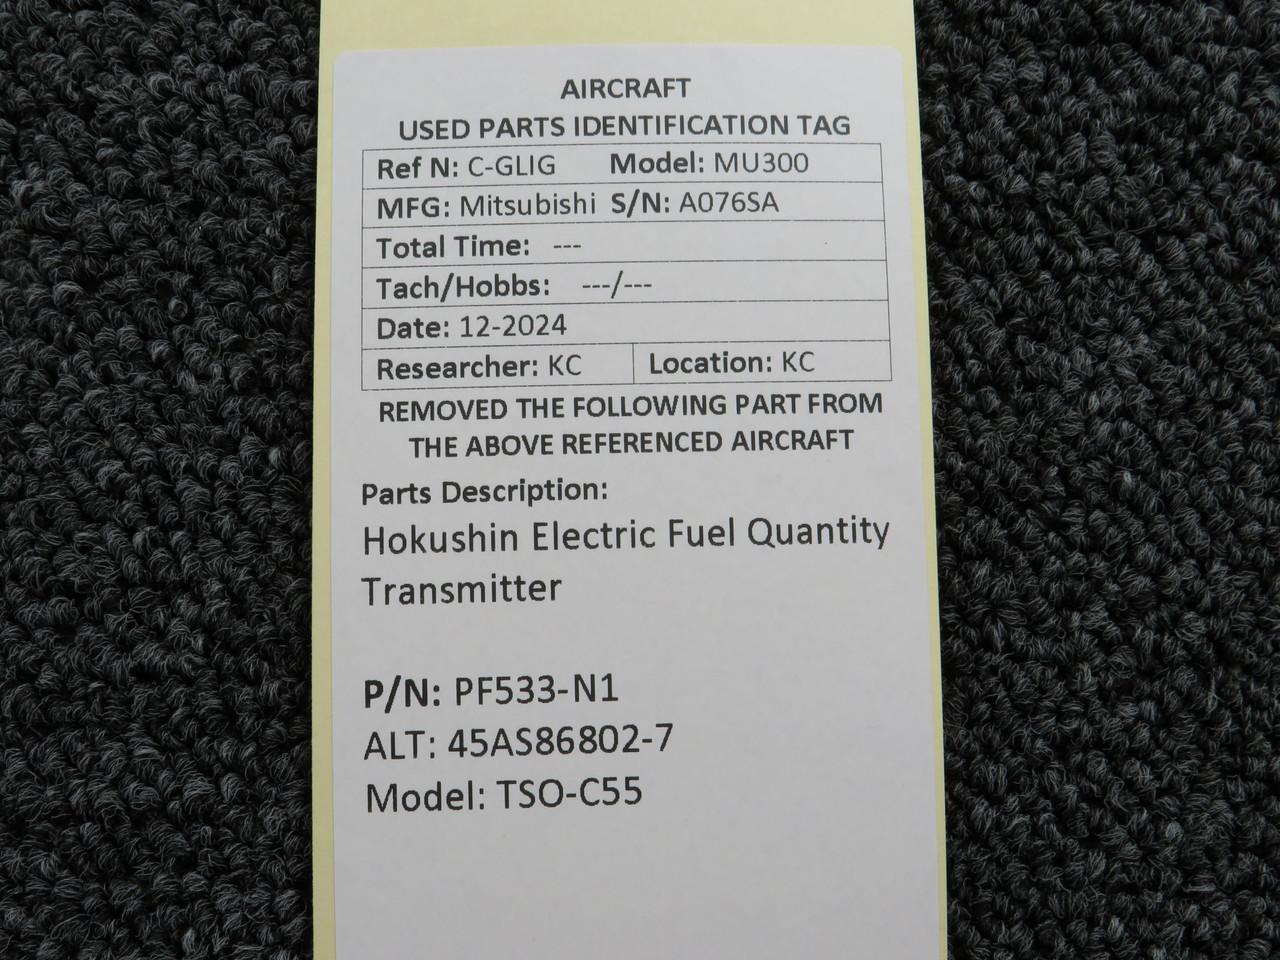 AIRCRAFT
USED PARTS IDENTIFICATION TAG
Ref N: C-GLIG Model: MU300
MFG: Mitsubishi S/N: A076SA
Total Time: ---
Tach/Hobbs: ---/---
Date: 12-2024
Researcher: KC Location: KC
REMOVED THE FOLLOWING PART FROM
THE ABOVE REFERENCED AIRCRAFT
Parts Description:
Hokushin Electric Fuel Quantity
Transmitter
P/N: PF533-N1
ALT: 45AS86802-7
Model: TSO-C55